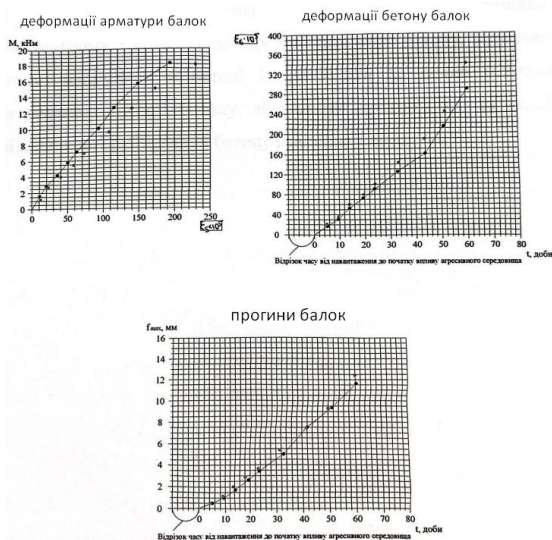 деформації арматури балок
M, кНм
18
16
14
12
10
8
6
4
2
0
0 50 100 150 200 250
деформації бетону балок
400
360
320
280
240
200
160
120
80
40
0
0 10 20 30 40 50 60 70 80
t, доби
Відрізок часу від навантаження до початку впливу агресивного середовища
прогини балок
fmax, мм
16
14
12
10
8
6
4
2
0
0 10 20 30 40 50 60 70 80
t, доби
Відрізок часу від навантаження до початку впливу агресивного середовища